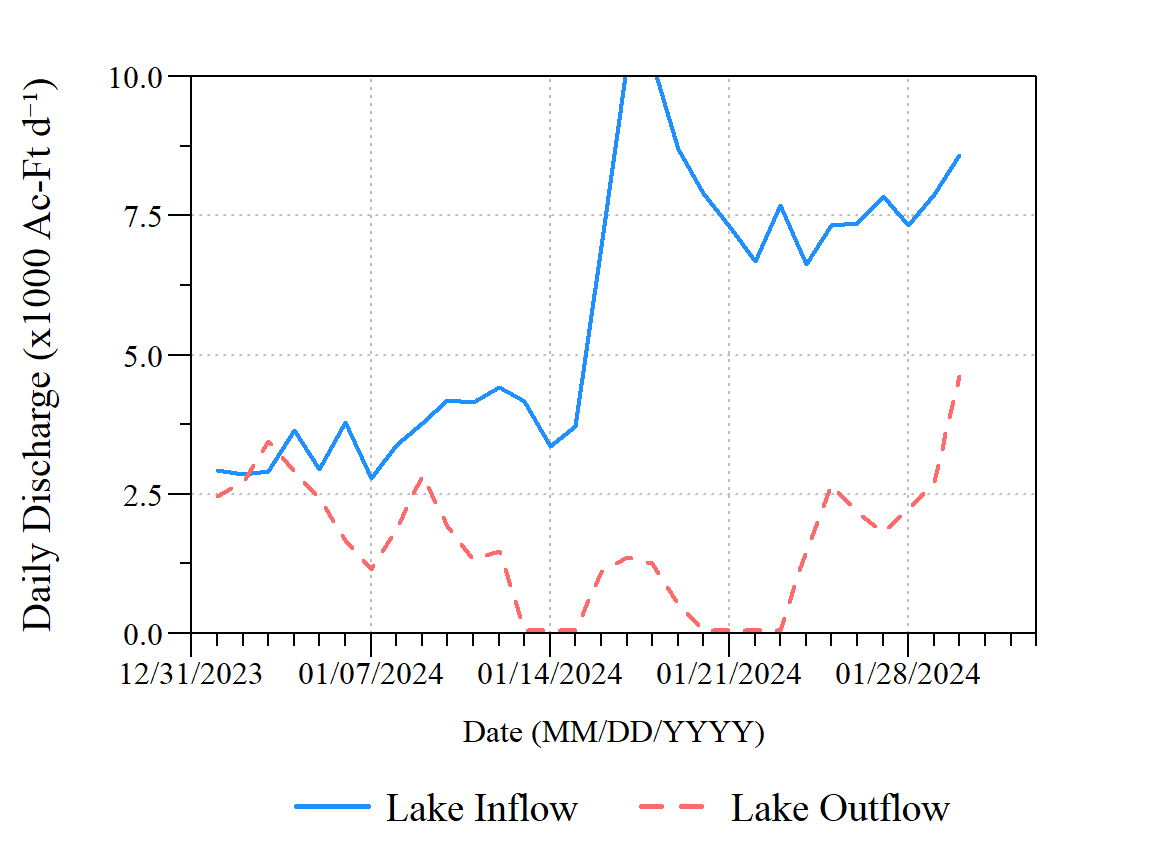 Daily Discharge (x1000 Ac-Ft d⁻¹)
10.0
7.5
5.0
2.5
0.0
12/31/2023 01/07/2024 01/14/2024 01/21/2024 01/28/2024
Date (MM/DD/YYYY)
Lake Inflow Lake Outflow